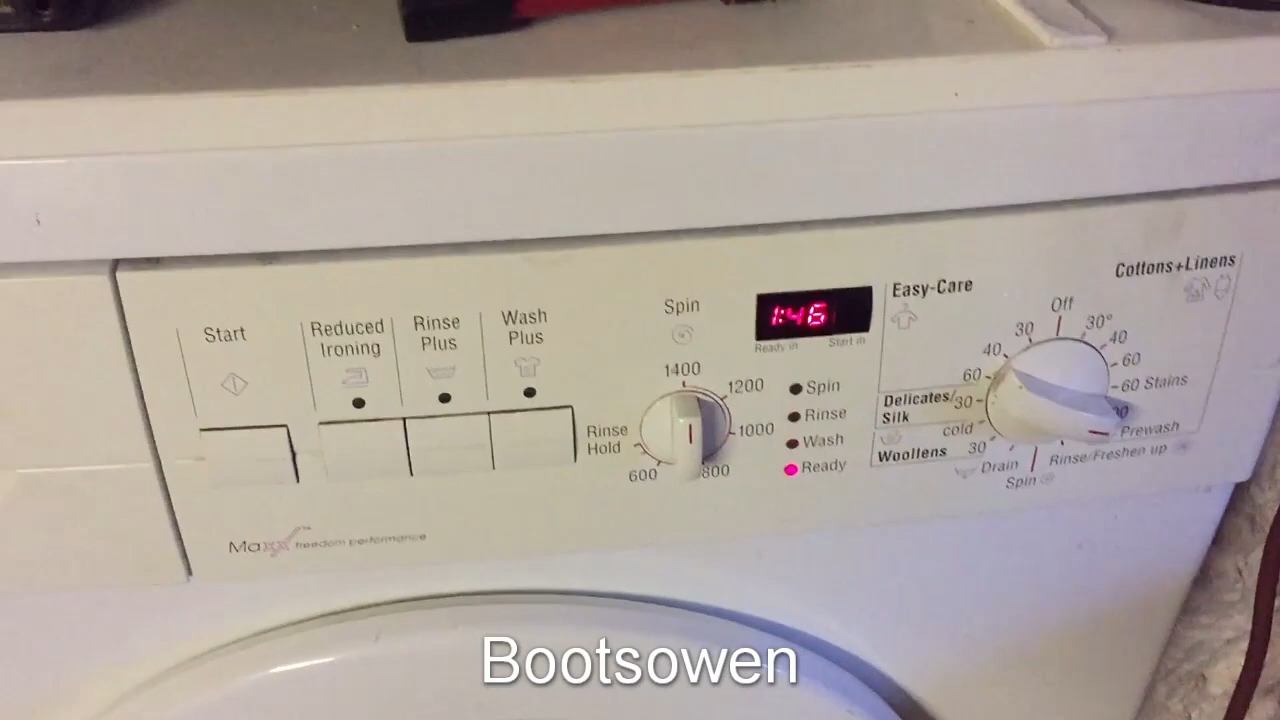 Start
Reduced
Ironing
Rinse
Plus
Wash
Plus
Spin
1400
1200
1000
800
600
Rinse
Hold
1:46
Ready in
Start in
Spin
Rinse
Wash
Ready
Easy-Care
Cottons+Linens
Off
30
40
60
Delicates/
Silk
30
cold
Woollens
30
30°
40
60
60 Stains
Prewash
Rinse/Freshen up
Drain
Spin
Maxx freedom performance
Bootsowen